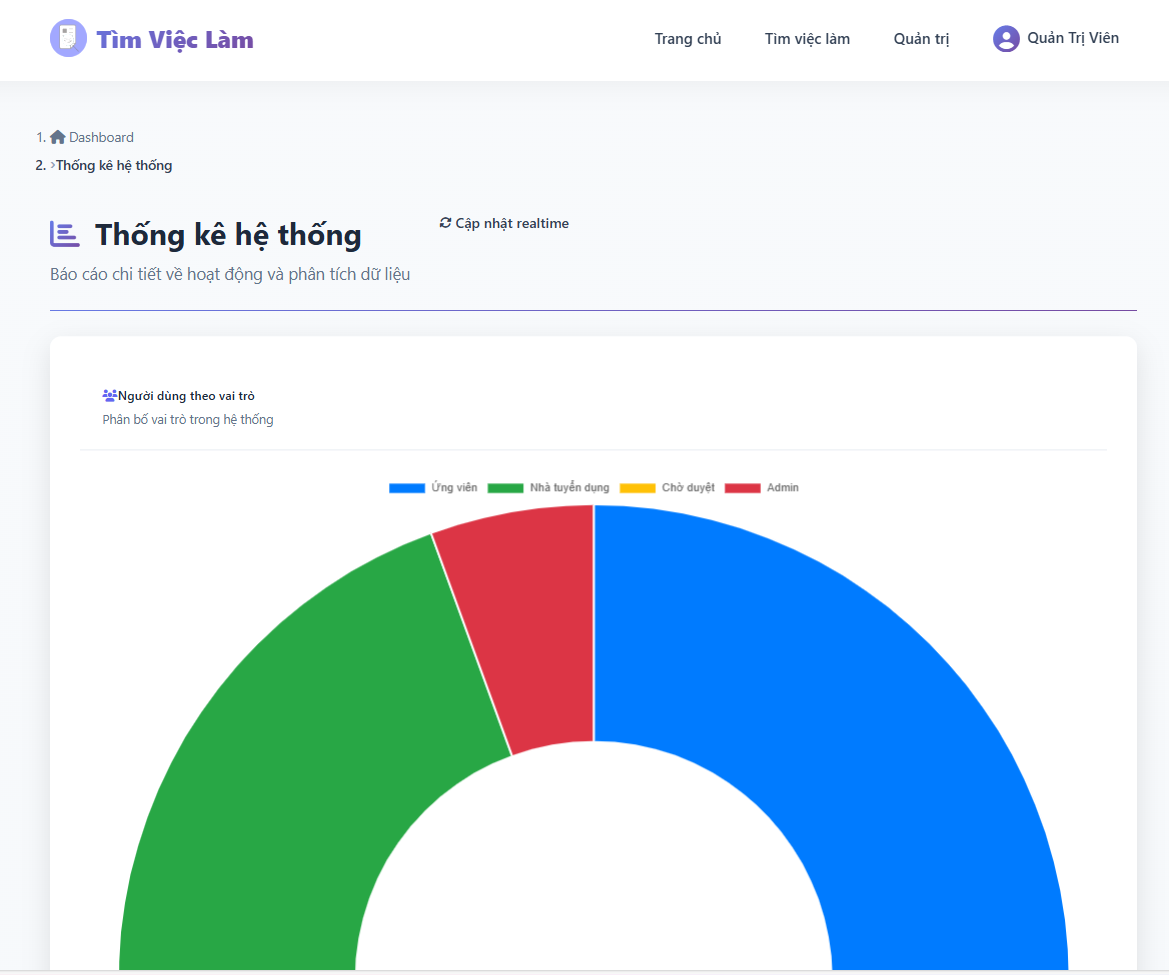 Tìm Việc Làm
Trang chủ Tìm việc làm Quản trị Quản Trị Viên
1. Dashboard
2. ›Thống kê hệ thống
Thống kê hệ thống
Cập nhật realtime
Báo cáo chi tiết về hoạt động và phân tích dữ liệu
Người dùng theo vai trò
Phân bố vai trò trong hệ thống
Ứng viên Nhà tuyển dụng Chờ duyệt Admin